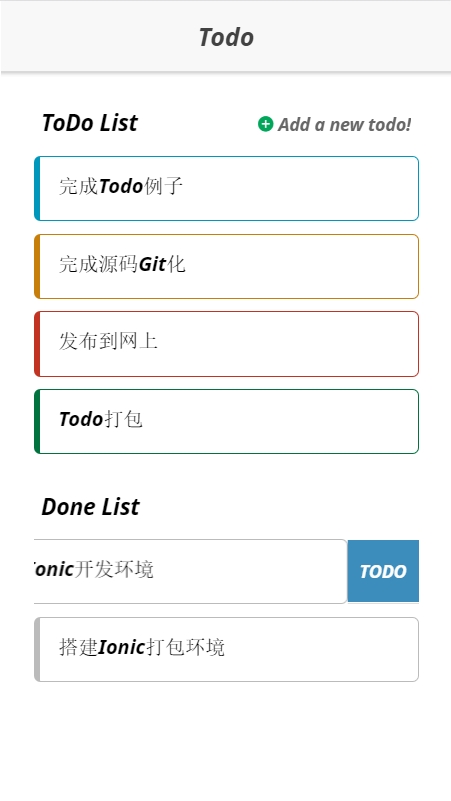 Todo
ToDo List
Add a new todo!
完成Todo例子
完成源码Git化
发布到网上
Todo打包
Done List
Ionic开发环境
TODO
搭建Ionic打包环境